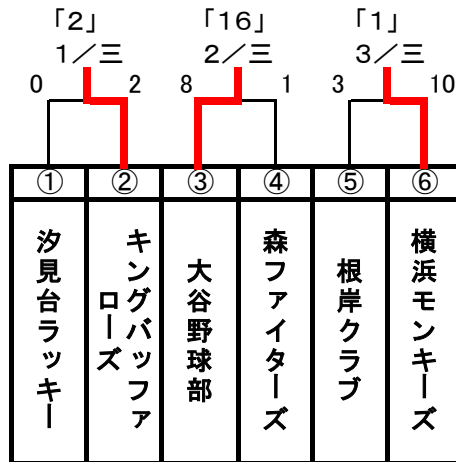 「2」 「16」 「1」
1／三 2／三 3／三
0 2 8 1 3 10
① ② ③ ④ ⑤ ⑥
汐見台ラッキー
キングバッファ
ローズ
大谷野球部
森ファイターズ
根岸クラブ
横浜モンキーズ